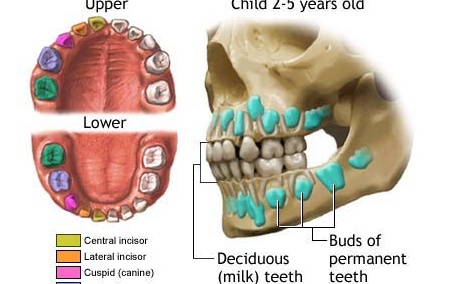 Upper
Child 2-5 years old
Lower
Central incisor
Lateral incisor
Cuspid (canine)
Deciduous
(milk) teeth
Buds of
permanent
teeth